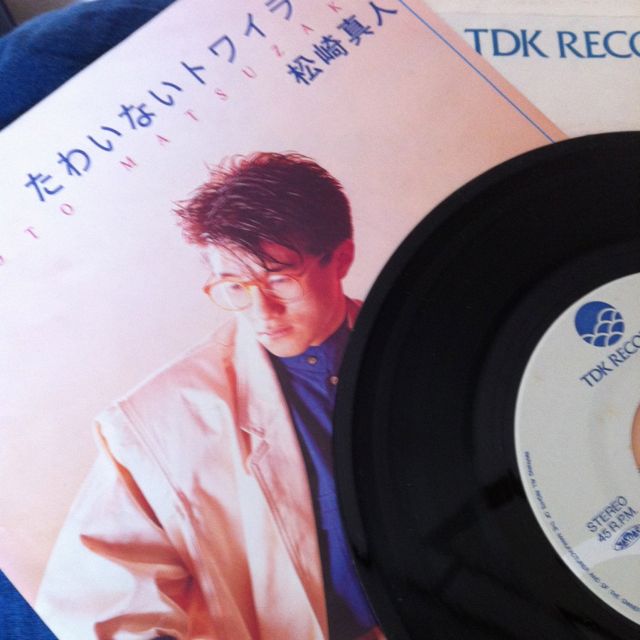 たわいないトワイラ
MATSUZAK
松崎真人
TDK RECO
TDK RECO
STEREO
45 R.P.M.